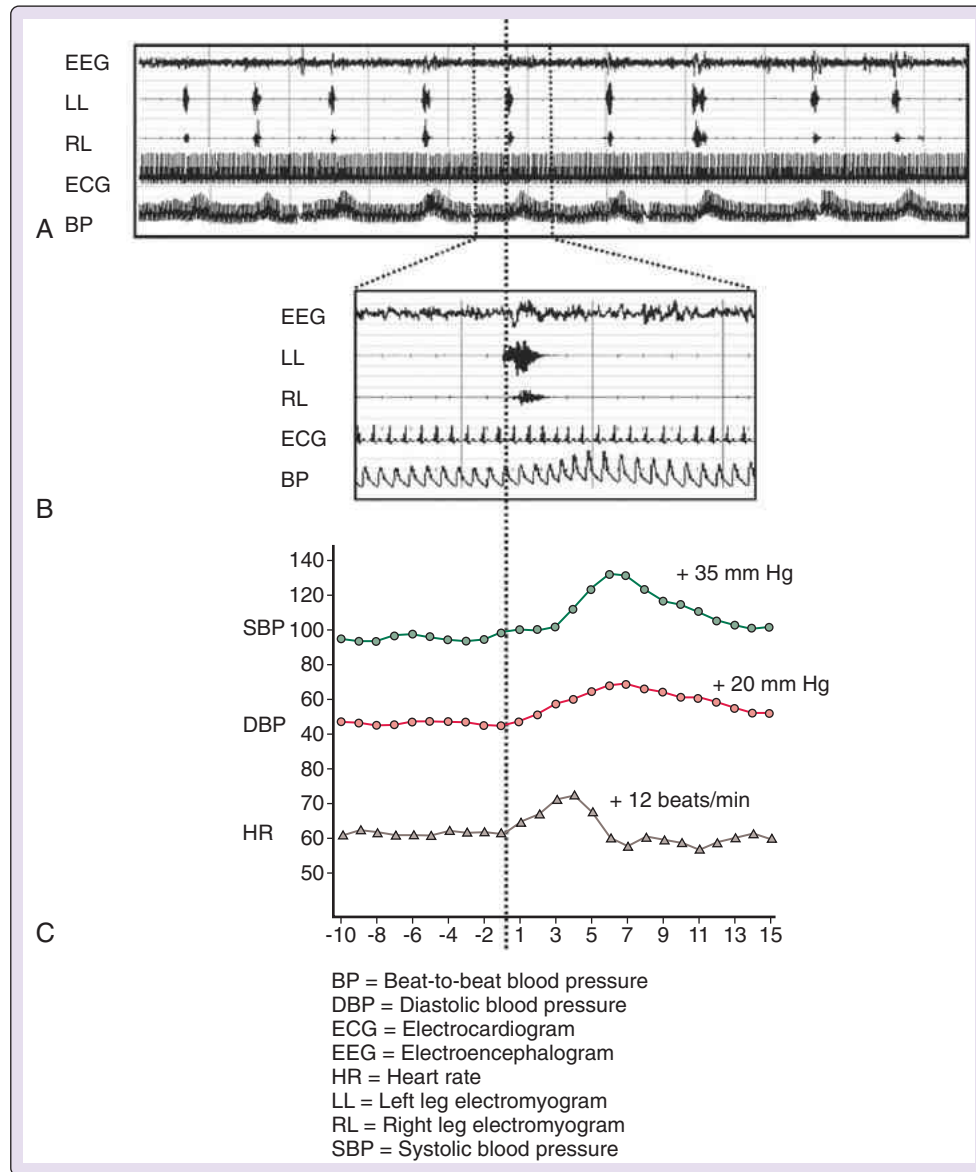 EEG
LL
RL
ECG
A BP
EEG
LL
RL
ECG
BP
B
140
+ 35 mm Hg
120
SBP 100
80
+ 20 mm Hg
60
DBP
40
80
+ 12 beats/min
70
HR 60
50
C
-10 -8 -6 -4 -2 1 3 5 7 9 11 13 15
BP = Beat-to-beat blood pressure
DBP = Diastolic blood pressure
ECG = Electrocardiogram
EEG = Electroencephalogram
HR = Heart rate
LL = Left leg electromyogram
RL = Right leg electromyogram
SBP = Systolic blood pressure